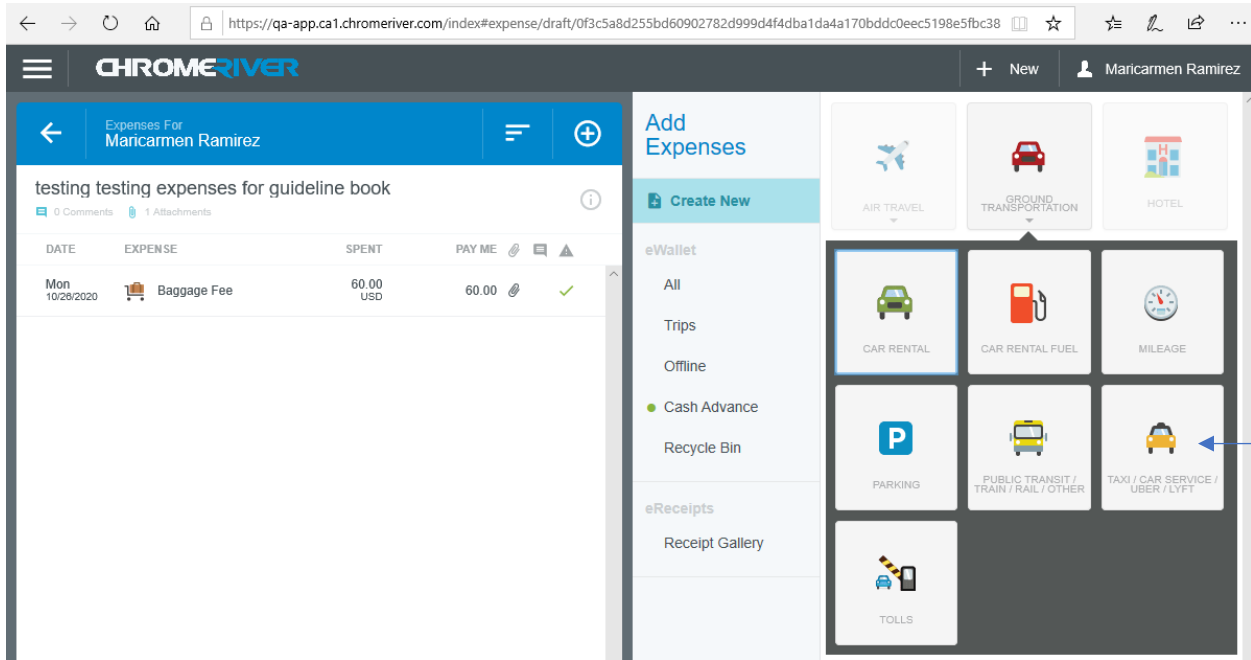 https://qa-app.ca1.chromeriver.com/index#expense/draft/0f3c5a8d255bd60902782d999d4f4dba1da4a170bddc0eec5198e5fbc38
CHROMERIVER
+ New
Maricarmen Ramirez
Expenses For
Maricarmen Ramirez
testing testing expenses for guideline book
0 Comments 1 Attachments
DATE EXPENSE SPENT PAY ME
Mon
10/26/2020
Baggage Fee
60.00
USD
60.00
Add
Expenses
Create New
eWallet
All
Trips
Offline
Cash Advance
Recycle Bin
eReceipts
Receipt Gallery
AIR TRAVEL
GROUND
TRANSPORTATION
H
HOTEL
CAR RENTAL
CAR RENTAL FUEL
MILEAGE
P
PARKING
PUBLIC TRANSIT /
TRAIN / RAIL / OTHER
TAXI / CAR SERVICE /
UBER / LYFT
TOLLS